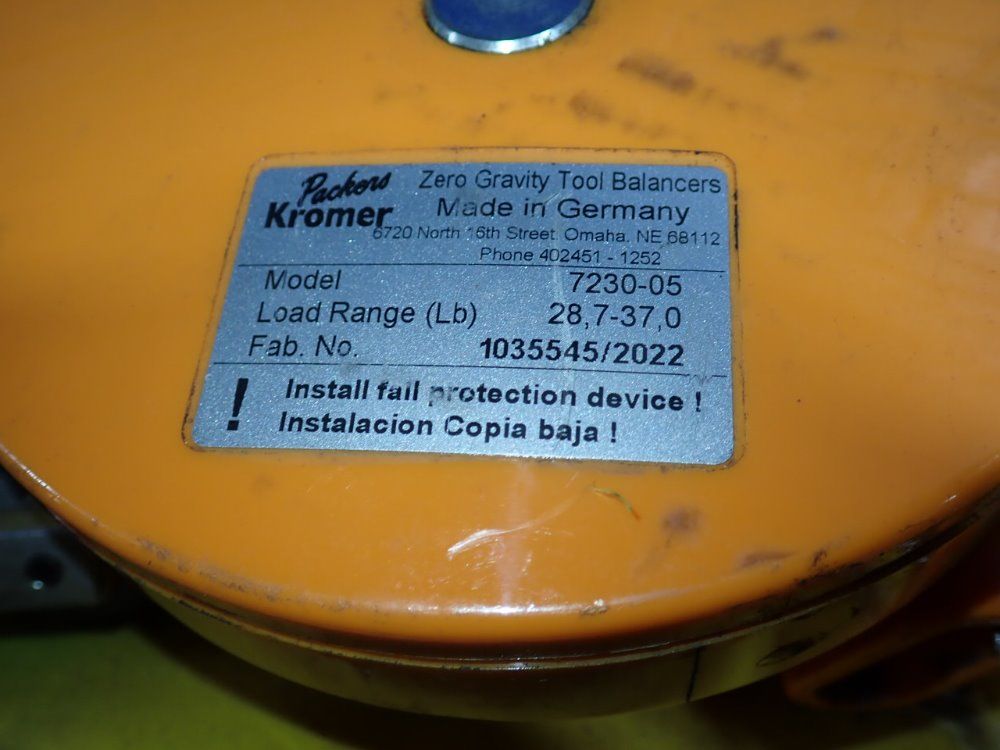 Packers
Kromer
Zero Gravity Tool Balancers
Made in Germany
6720 North 16th Street, Omaha, NE 68112
Phone 402451 - 1252
Model 7230-05
Load Range (Lb) 28,7-37,0
Fab. No. 1035545/2022
! Install fall protection device !
Instalacion Copia baja !